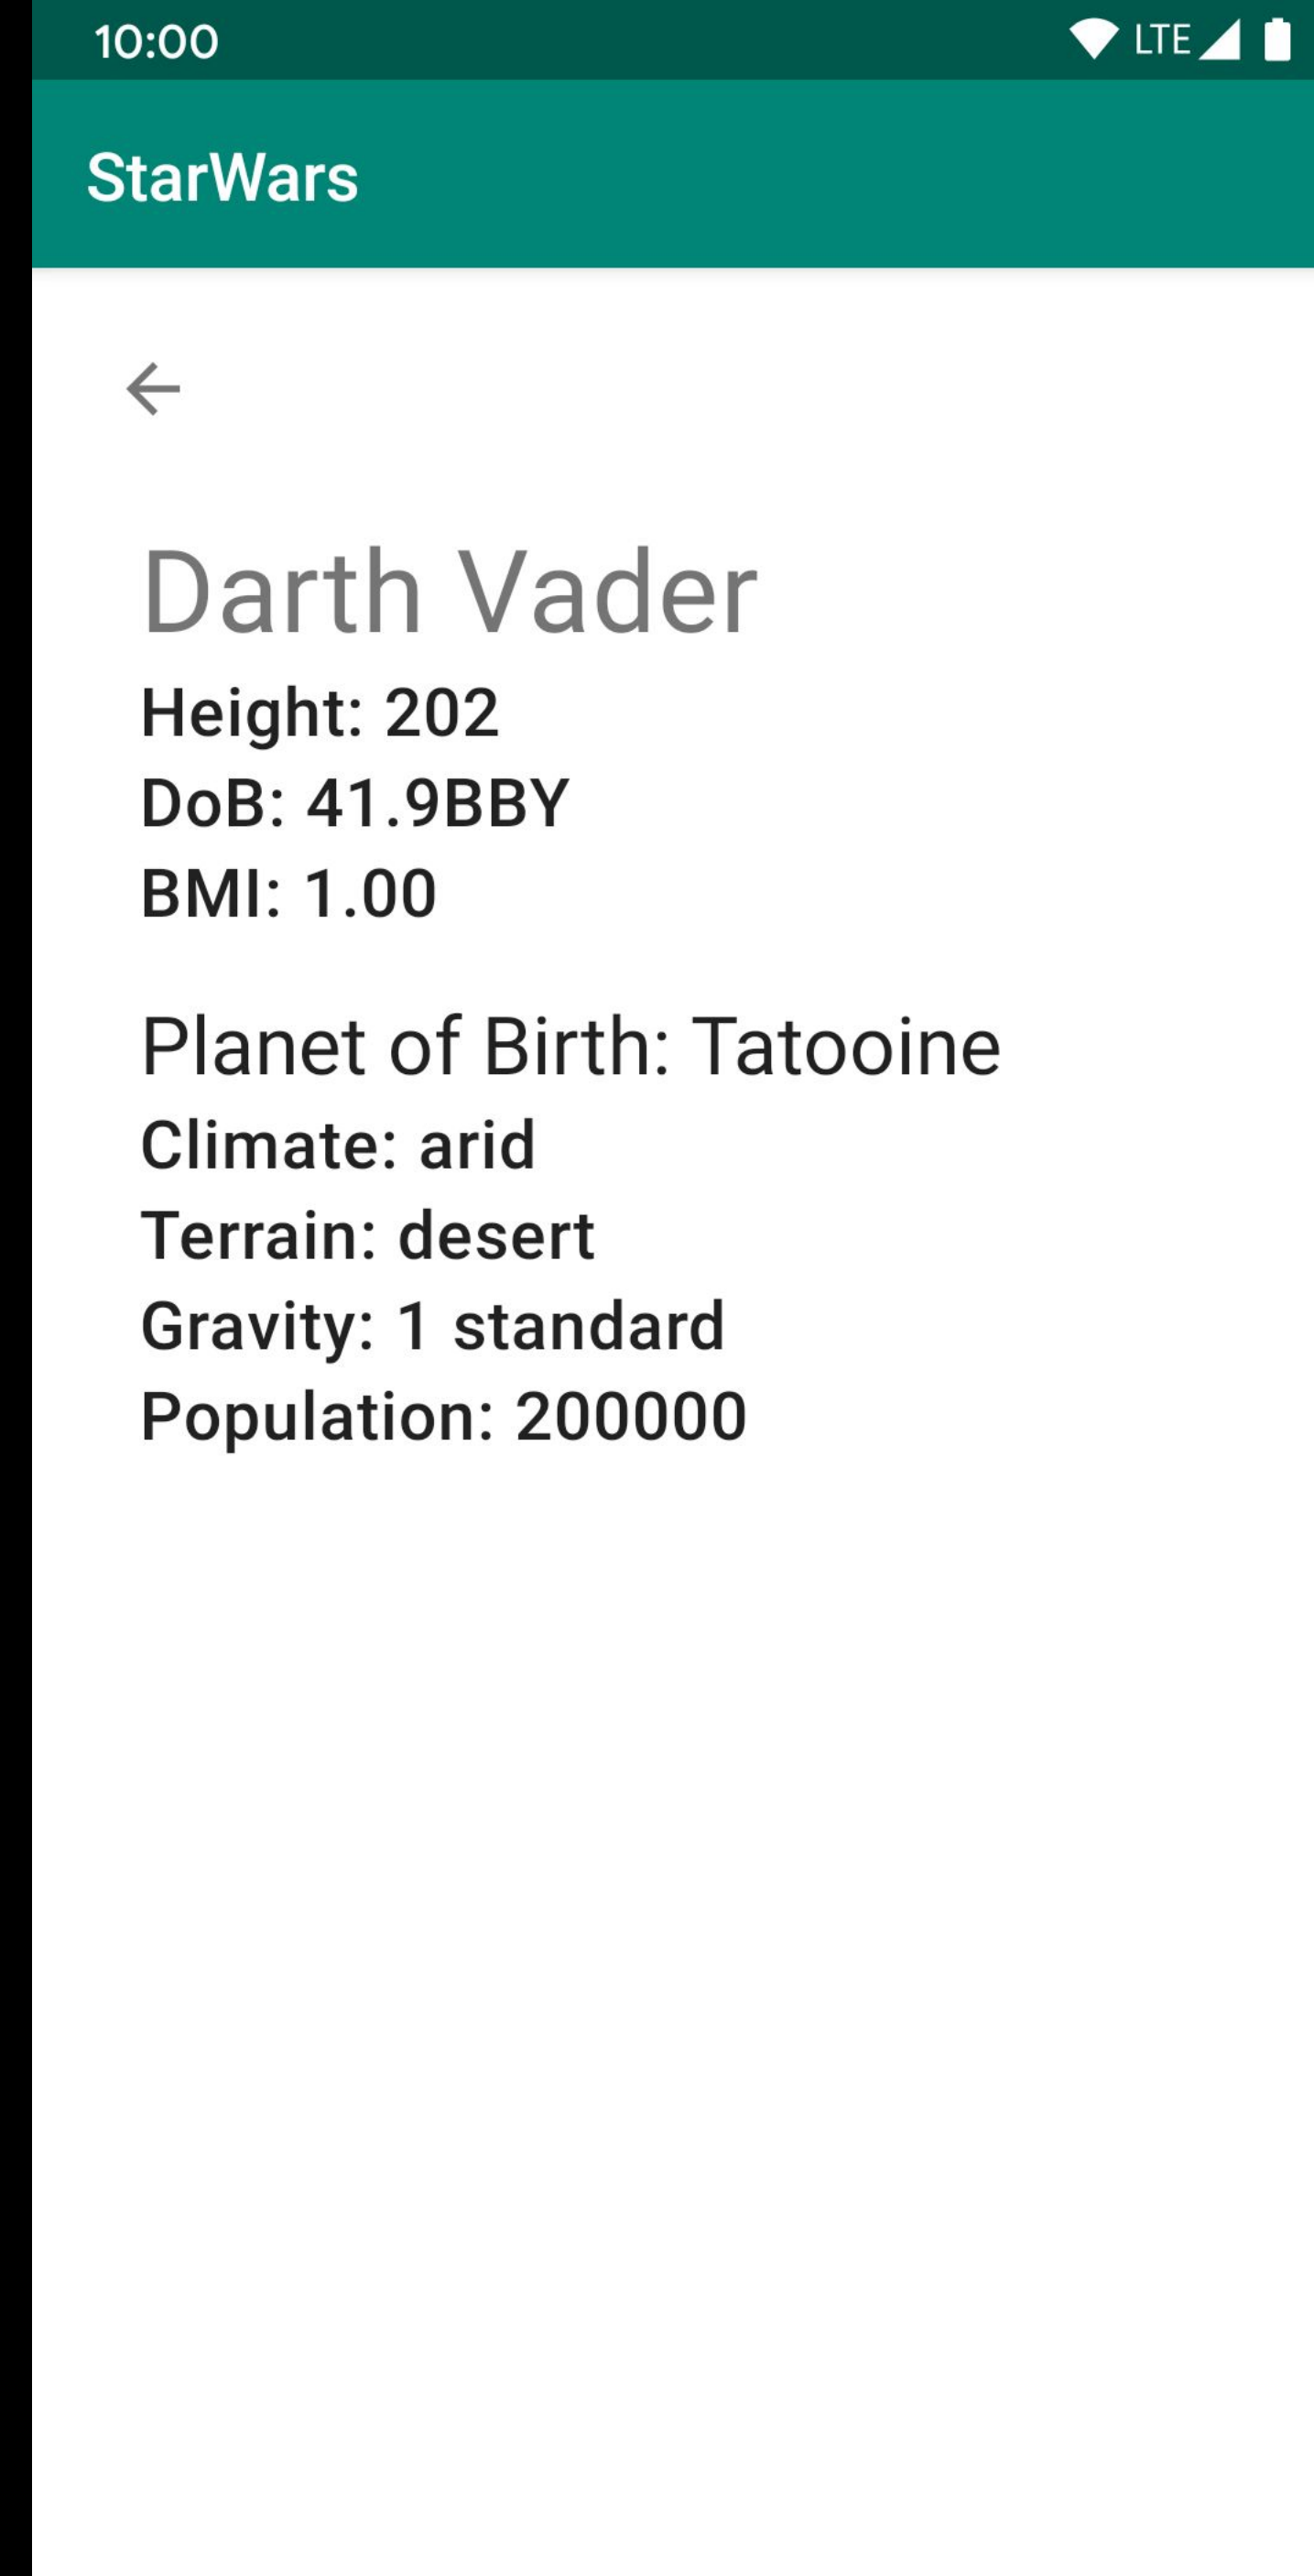 10:00 LTE
StarWars
Darth Vader
Height: 202
DoB: 41.9BBY
BMI: 1.00
Planet of Birth: Tatooine
Climate: arid
Terrain: desert
Gravity: 1 standard
Population: 200000